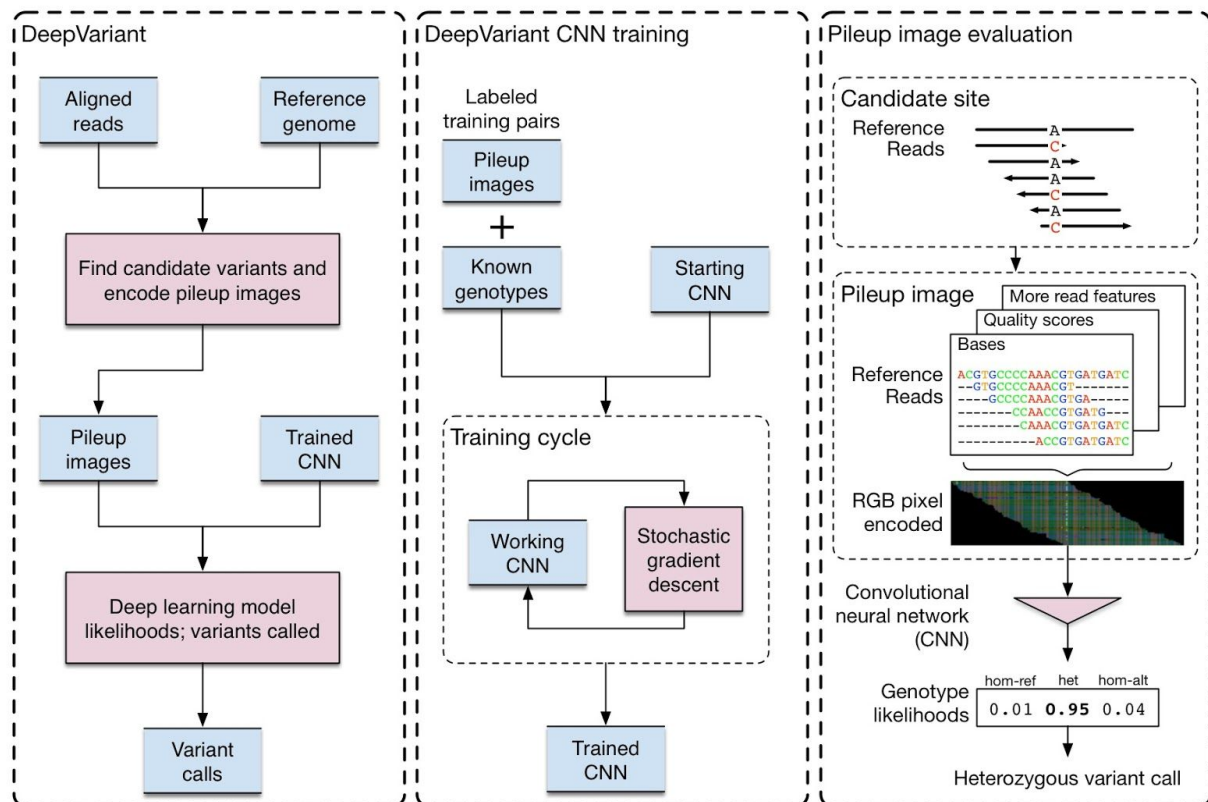 DeepVariant
Aligned
reads
Reference
genome
Find candidate variants and
encode pileup images
Pileup
images
Trained
CNN
Deep learning model
likelihoods; variants called
Variant
calls
DeepVariant CNN training
Labeled
training pairs
Pileup
images
+
Known
genotypes
Starting
CNN
Training cycle
Working
CNN
Stochastic
gradient
descent
Trained
CNN
Pileup image evaluation
Candidate site
Reference
Reads
A
C
A
A
C
A
C
Pileup image
More read features
Quality scores
Bases
Reference
Reads
ACGTGCCCCAAACGTGATGATC
--GTGCCCCAAACGT-------
----GCCCCAAACGTGA-----
-------CCAACCGTGATG---
--------CAAACGTGATGATC
----------ACCGTGATGATC
RGB pixel
encoded
Convolutional
neural network
(CNN)
Genotype
likelihoods
hom-ref het hom-alt
0.01 0.95 0.04
Heterozygous variant call